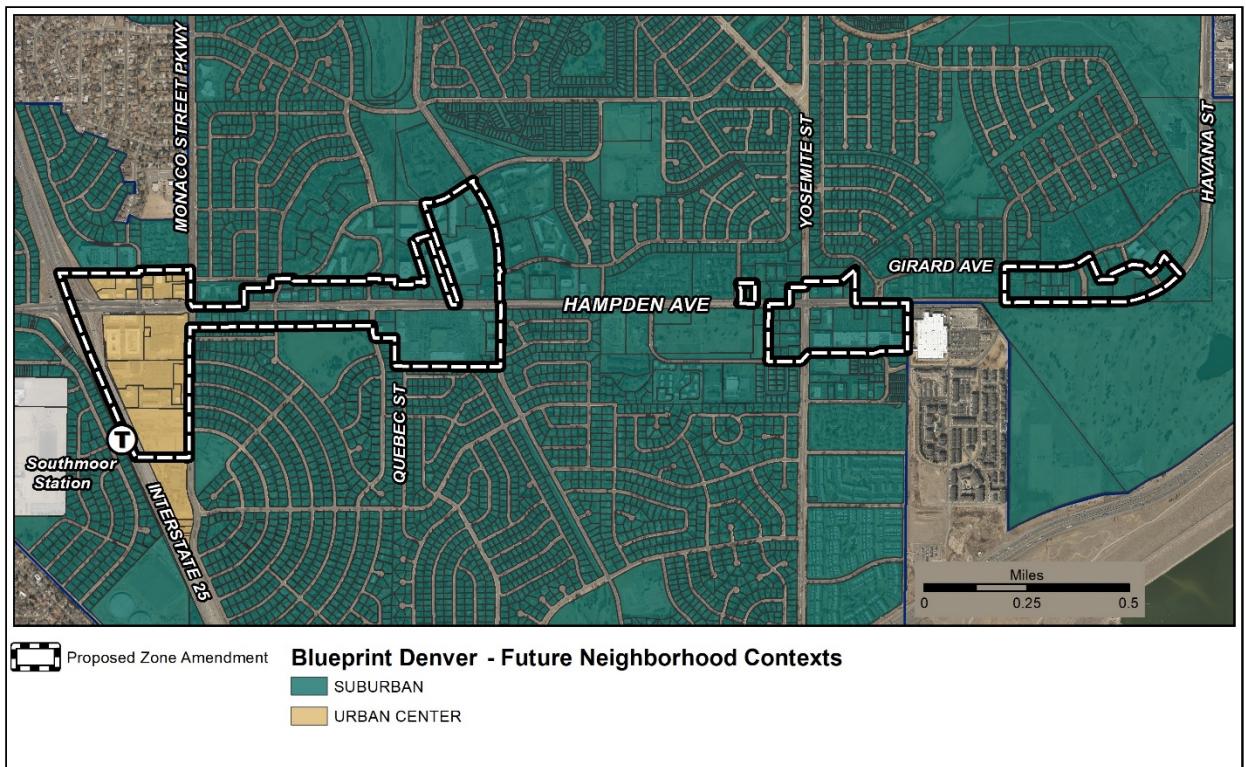 MONACO STREET PKWY
YOSEMITE ST
HAVANA ST
GIRARD AVE
HAMPDEN AVE
QUEBEC ST
T
Southmoor
Station
INTERSTATE 25
Miles
0 0.25 0.5
Proposed Zone Amendment
Blueprint Denver - Future Neighborhood Contexts
SUBURBAN
URBAN CENTER